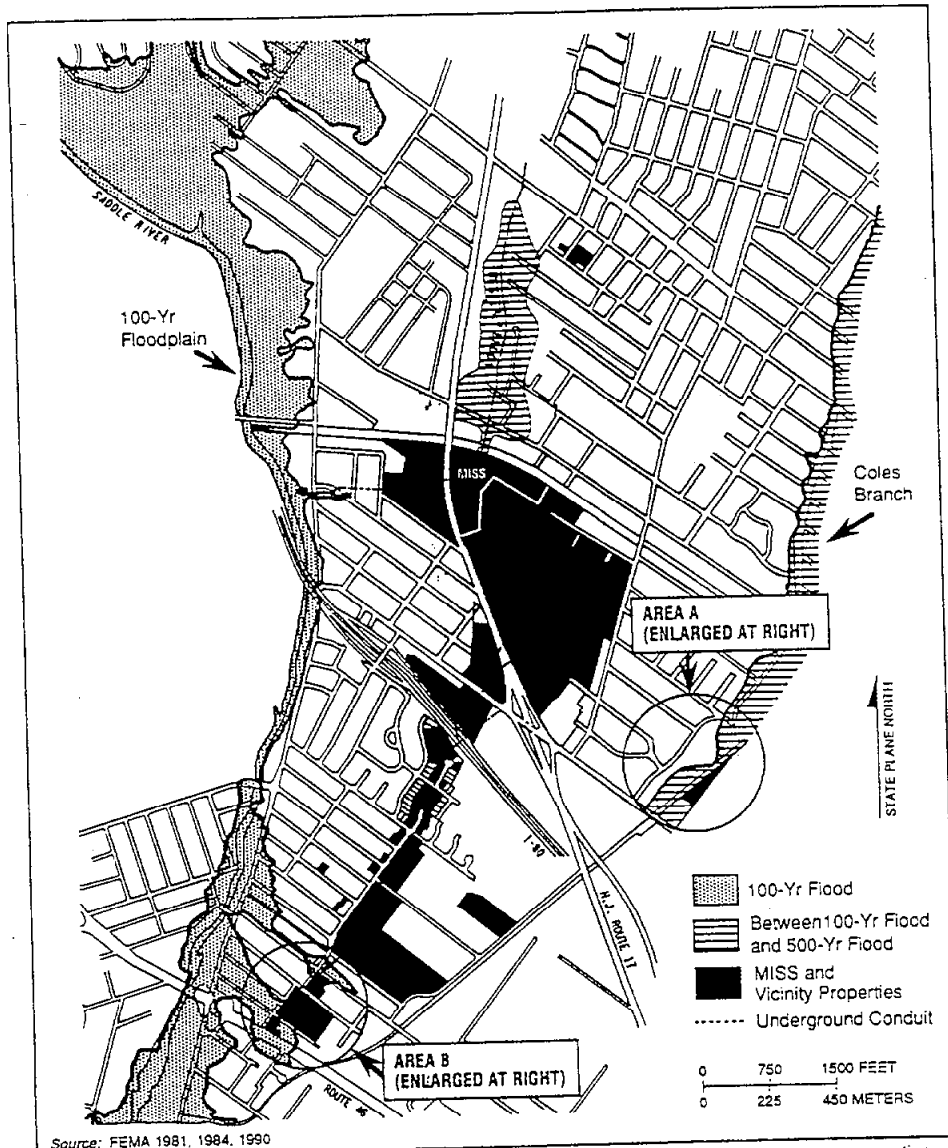 SADDLE RIVER
100-Yr
Floodplain
MISS
Coles
Branch
AREA A
(ENLARGED AT RIGHT)
STATE PLANE NORTH
I-80
N.J. ROUTE 17
100-Yr Flood
Between 100-Yr Flood
and 500-Yr Flood
MISS and
Vicinity Properties
Underground Conduit
AREA B
(ENLARGED AT RIGHT)
ROUTE 46
0 750 1500 FEET
0 225 450 METERS
Source: FEMA 1981, 1984, 1990